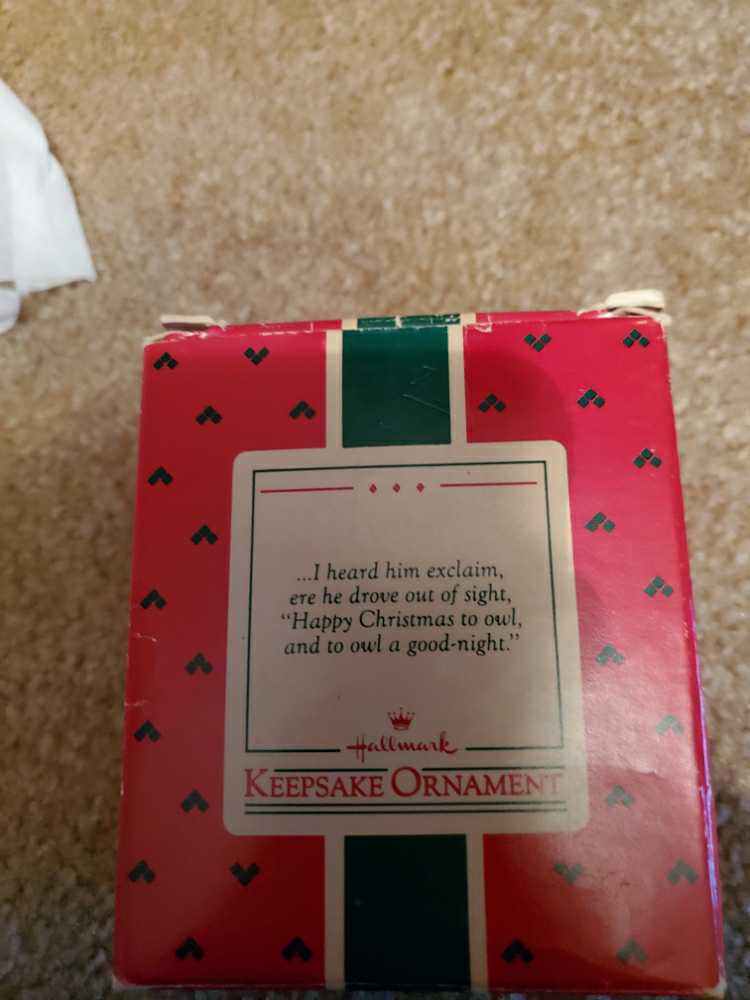 ...I heard him exclaim,
ere he drove out of sight,
“Happy Christmas to owl,
and to owl a good-night.”
Hallmark
KEEPSAKE ORNAMENT